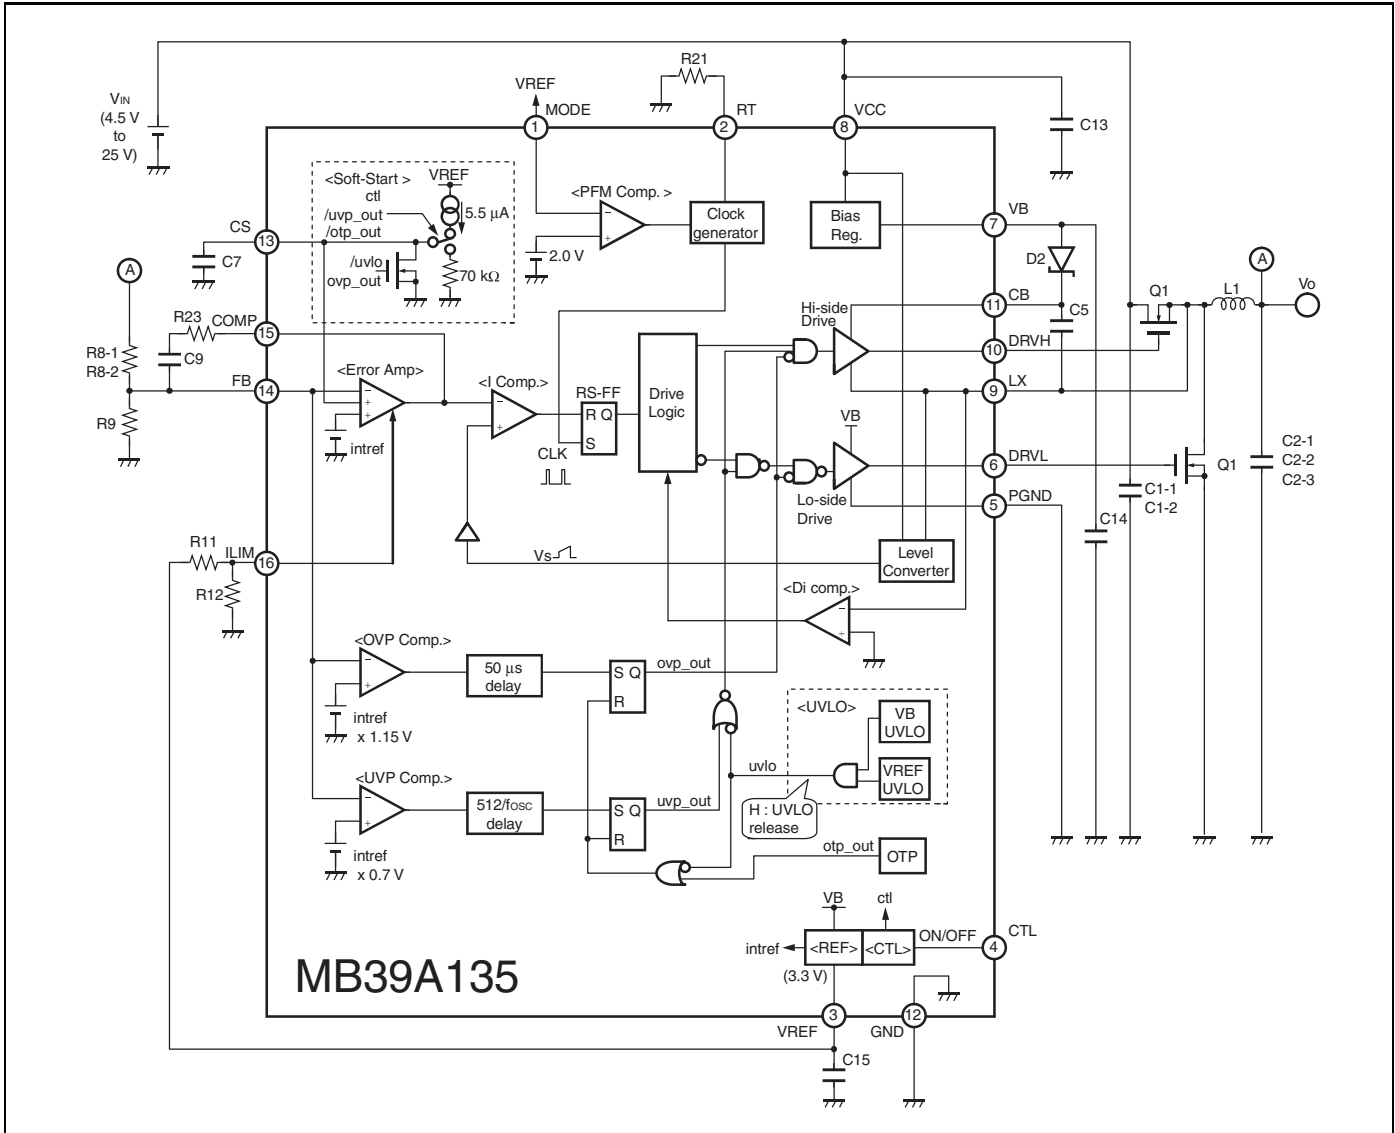 R21
VREF
MODE
RT
VCC
VIN
(4.5 V
to
25 V)
1
2
8
C13
<Soft-Start >
ctl
VREF
/uvp_out
/otp_out
5.5 μA
/uvlo
ovp_out
70 kΩ
CS
13
C7
<PFM Comp. >
−
+
2.0 V
Clock
generator
Bias
Reg.
7
VB
D2
A
A
Vo
R23
COMP
15
C9
R8-1
R8-2
FB
14
R9
11
CB
C5
Q1
L1
Hi-side
Drive
10
DRVH
9
LX
<Error Amp>
−
+
+
intref
<I Comp.>
−
+
RS-FF
R Q
S
CLK
Drive
Logic
VB
6
DRVL
Q1
C2-1
C2-2
C2-3
Lo-side
Drive
5
PGND
C1-1
C1-2
C14
R11
ILIM
16
R12
Vs
Level
Converter
<Di comp.>
−
+
<OVP Comp.>
−
+
intref
x 1.15 V
50 μs
delay
S Q
R
ovp_out
<UVLO>
VB
UVLO
VREF
UVLO
uvlo
H : UVLO
release
<UVP Comp.>
−
+
intref
x 0.7 V
512/fOSC
delay
S Q
R
uvp_out
otp_out
OTP
VB
ctl
intref
<REF>
<CTL>
ON/OFF
4
CTL
(3.3 V)
MB39A135
3
12
VREF
GND
C15